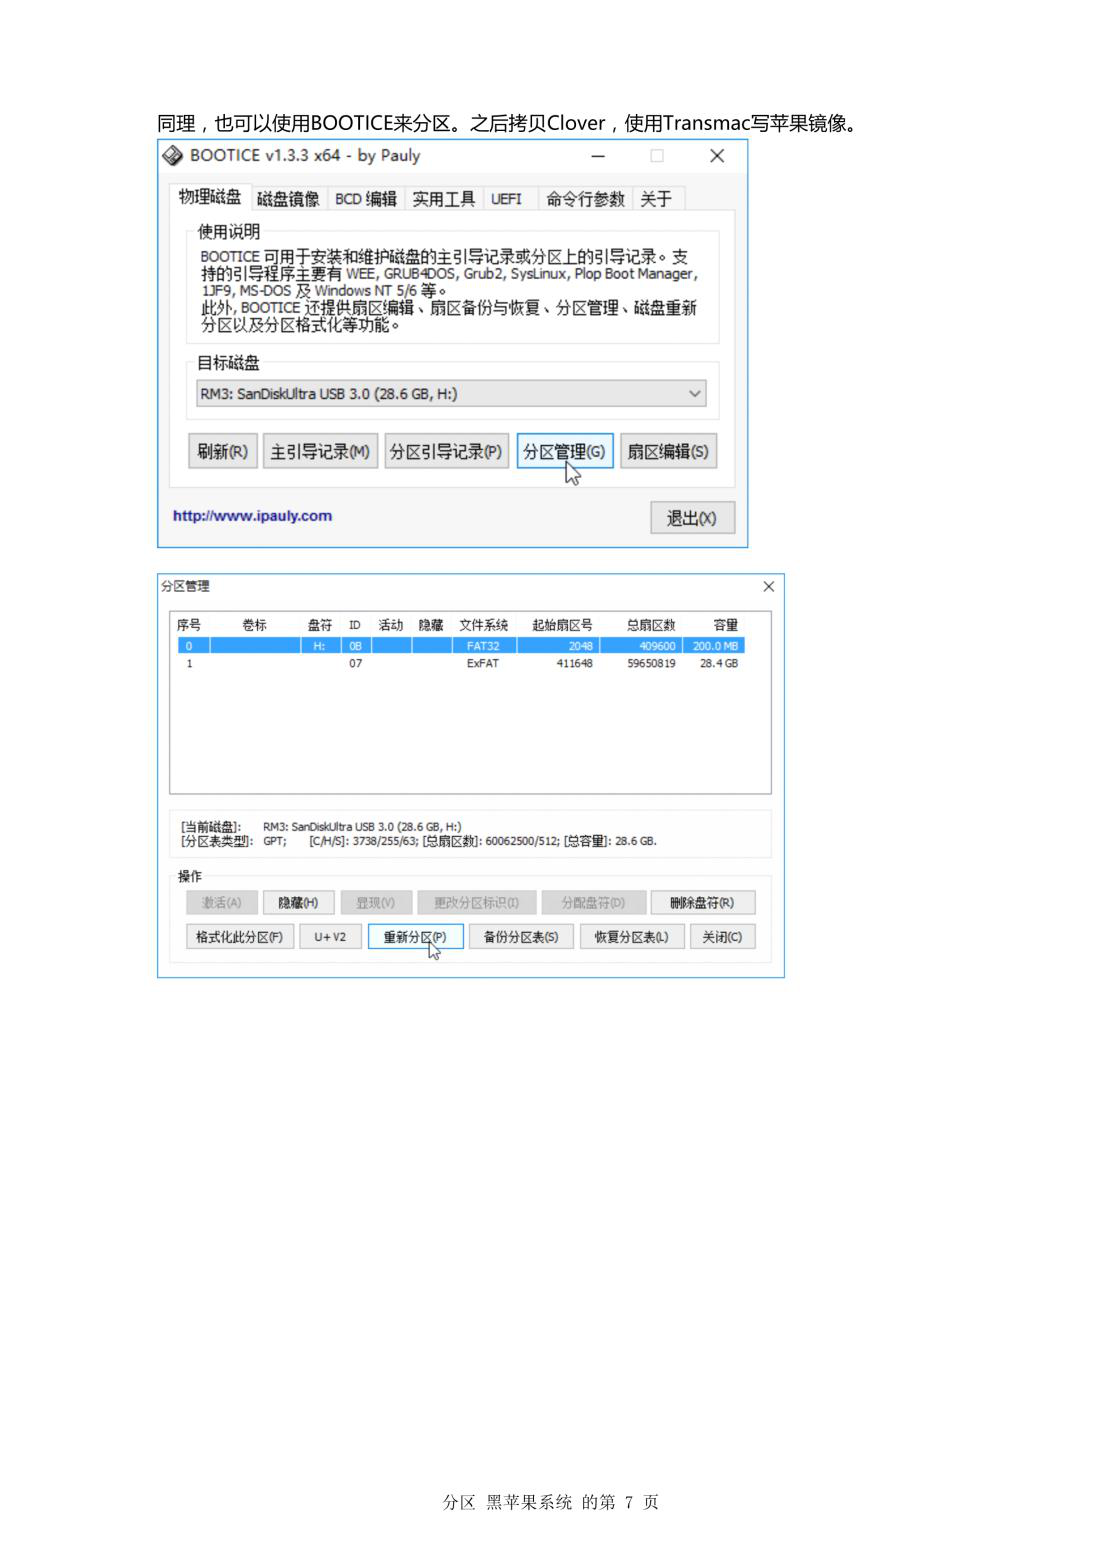 同理，也可以使用BOOTICE来分区。之后拷贝Clover，使用Transmac写苹果镜像。
BOOTICE v1.3.3 x64 - by Pauly
物理磁盘 磁盘镜像 BCD 编辑 实用工具 UEFI 命令行参数 关于
使用说明
BOOTICE 可用于安装和维护磁盘的主引导记录或分区上的引导记录。支
持的引导程序主要有 WEE, GRUB4DOS, Grub2, SysLinux, Plop Boot Manager,
1JF9, MS-DOS 及 Windows NT 5/6 等。
此外, BOOTICE 还提供扇区编辑、扇区备份与恢复、分区管理、磁盘重新
分区以及分区格式化等功能。
目标磁盘
RM3: SanDiskUltra USB 3.0 (28.6 GB, H:)
刷新(R) 主引导记录(M) 分区引导记录(P) 分区管理(G) 扇区编辑(S)
http://www.ipauly.com 退出(X)
分区管理
序号 卷标 盘符 ID 活动 隐藏 文件系统 起始扇区号 总扇区数 容量
0 H: 0B FAT32 2048 409600 200.0 MB
1 07 ExFAT 411648 59650819 28.4 GB
[当前磁盘]: RM3: SanDiskUltra USB 3.0 (28.6 GB, H:)
[分区表类型]: GPT; [C/H/S]: 3738/255/63; [总扇区数]: 60062500/512; [总容量]: 28.6 GB.
操作
激活(A) 隐藏(H) 显现(V) 更改分区标识(I) 分配盘符(D) 删除盘符(R)
格式化此分区(F) U+ V2 重新分区(P) 备份分区表(S) 恢复分区表(L) 关闭(C)
分区 黑苹果系统 的第 7 页